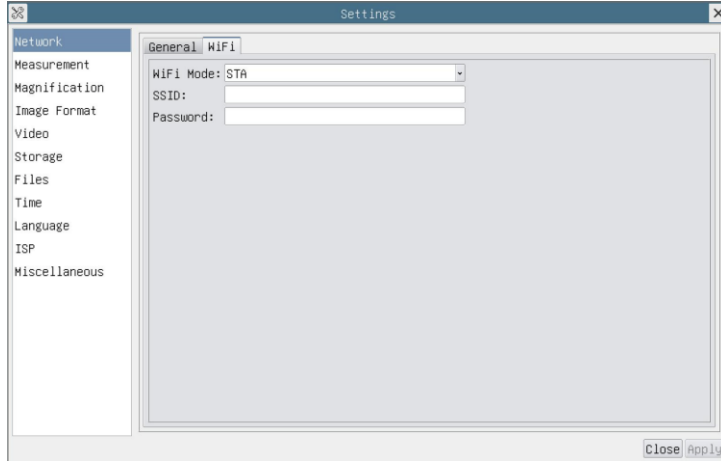 Settings
Network
Measurement
Magnification
Image Format
Video
Storage
Files
Time
Language
ISP
Miscellaneous
General WiFi
WiFi Mode: STA
SSID:
Password:
Close Apply